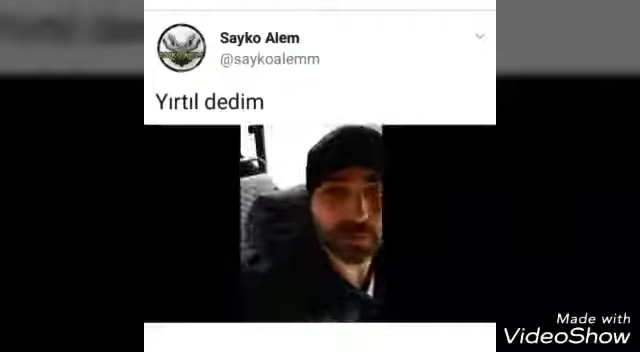 Sayko Alem
@saykoalemm
Yırtıl dedim
Made with
VideoShow